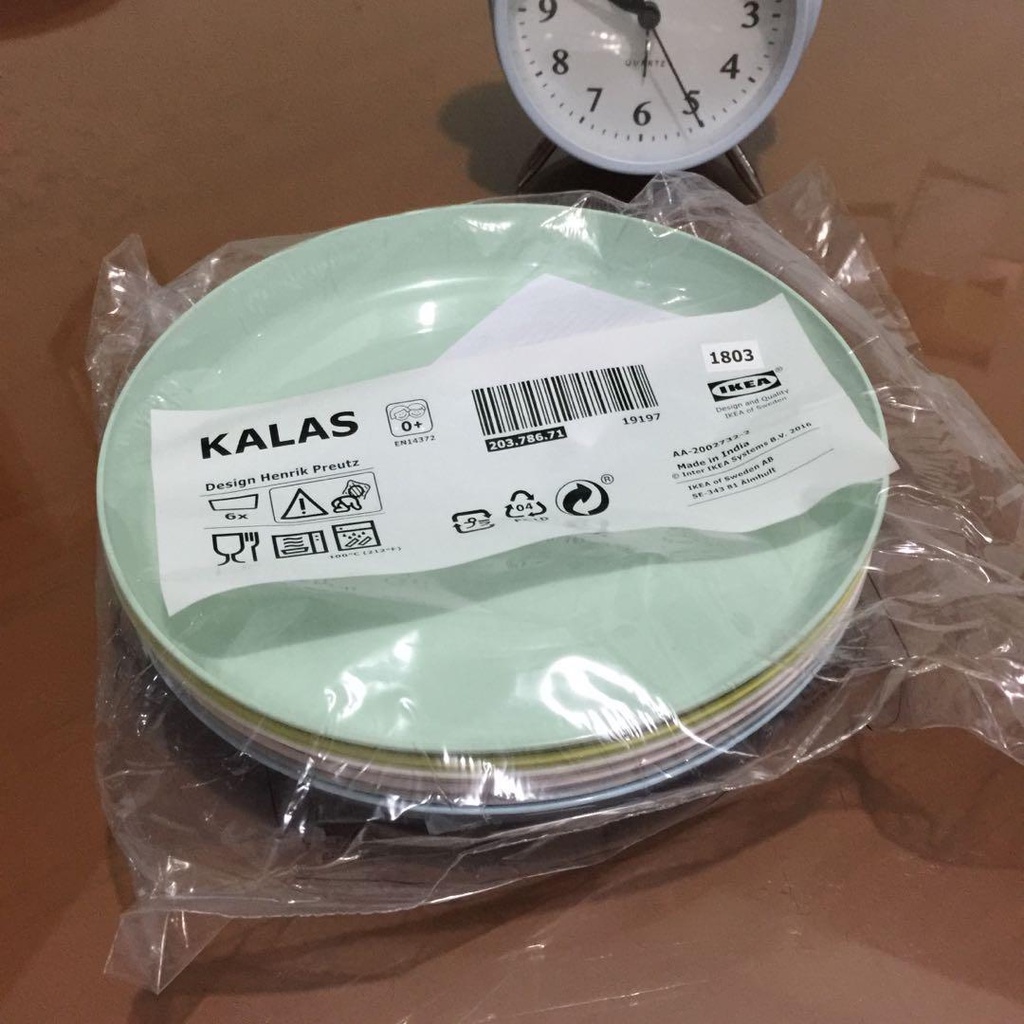 9
3
8
4
QUARTZ
7
5
6
1803
IKEA®
Design and Quality
IKEA of Sweden
KALAS
0+
EN14372
203.786.71
19197
Design Henrik Preutz
6x
100°C (212°F)
04
®
AA-2002732-2
Made in India
© Inter IKEA Systems B.V. 2016
IKEA of Sweden AB
SE-343 81 Älmhult